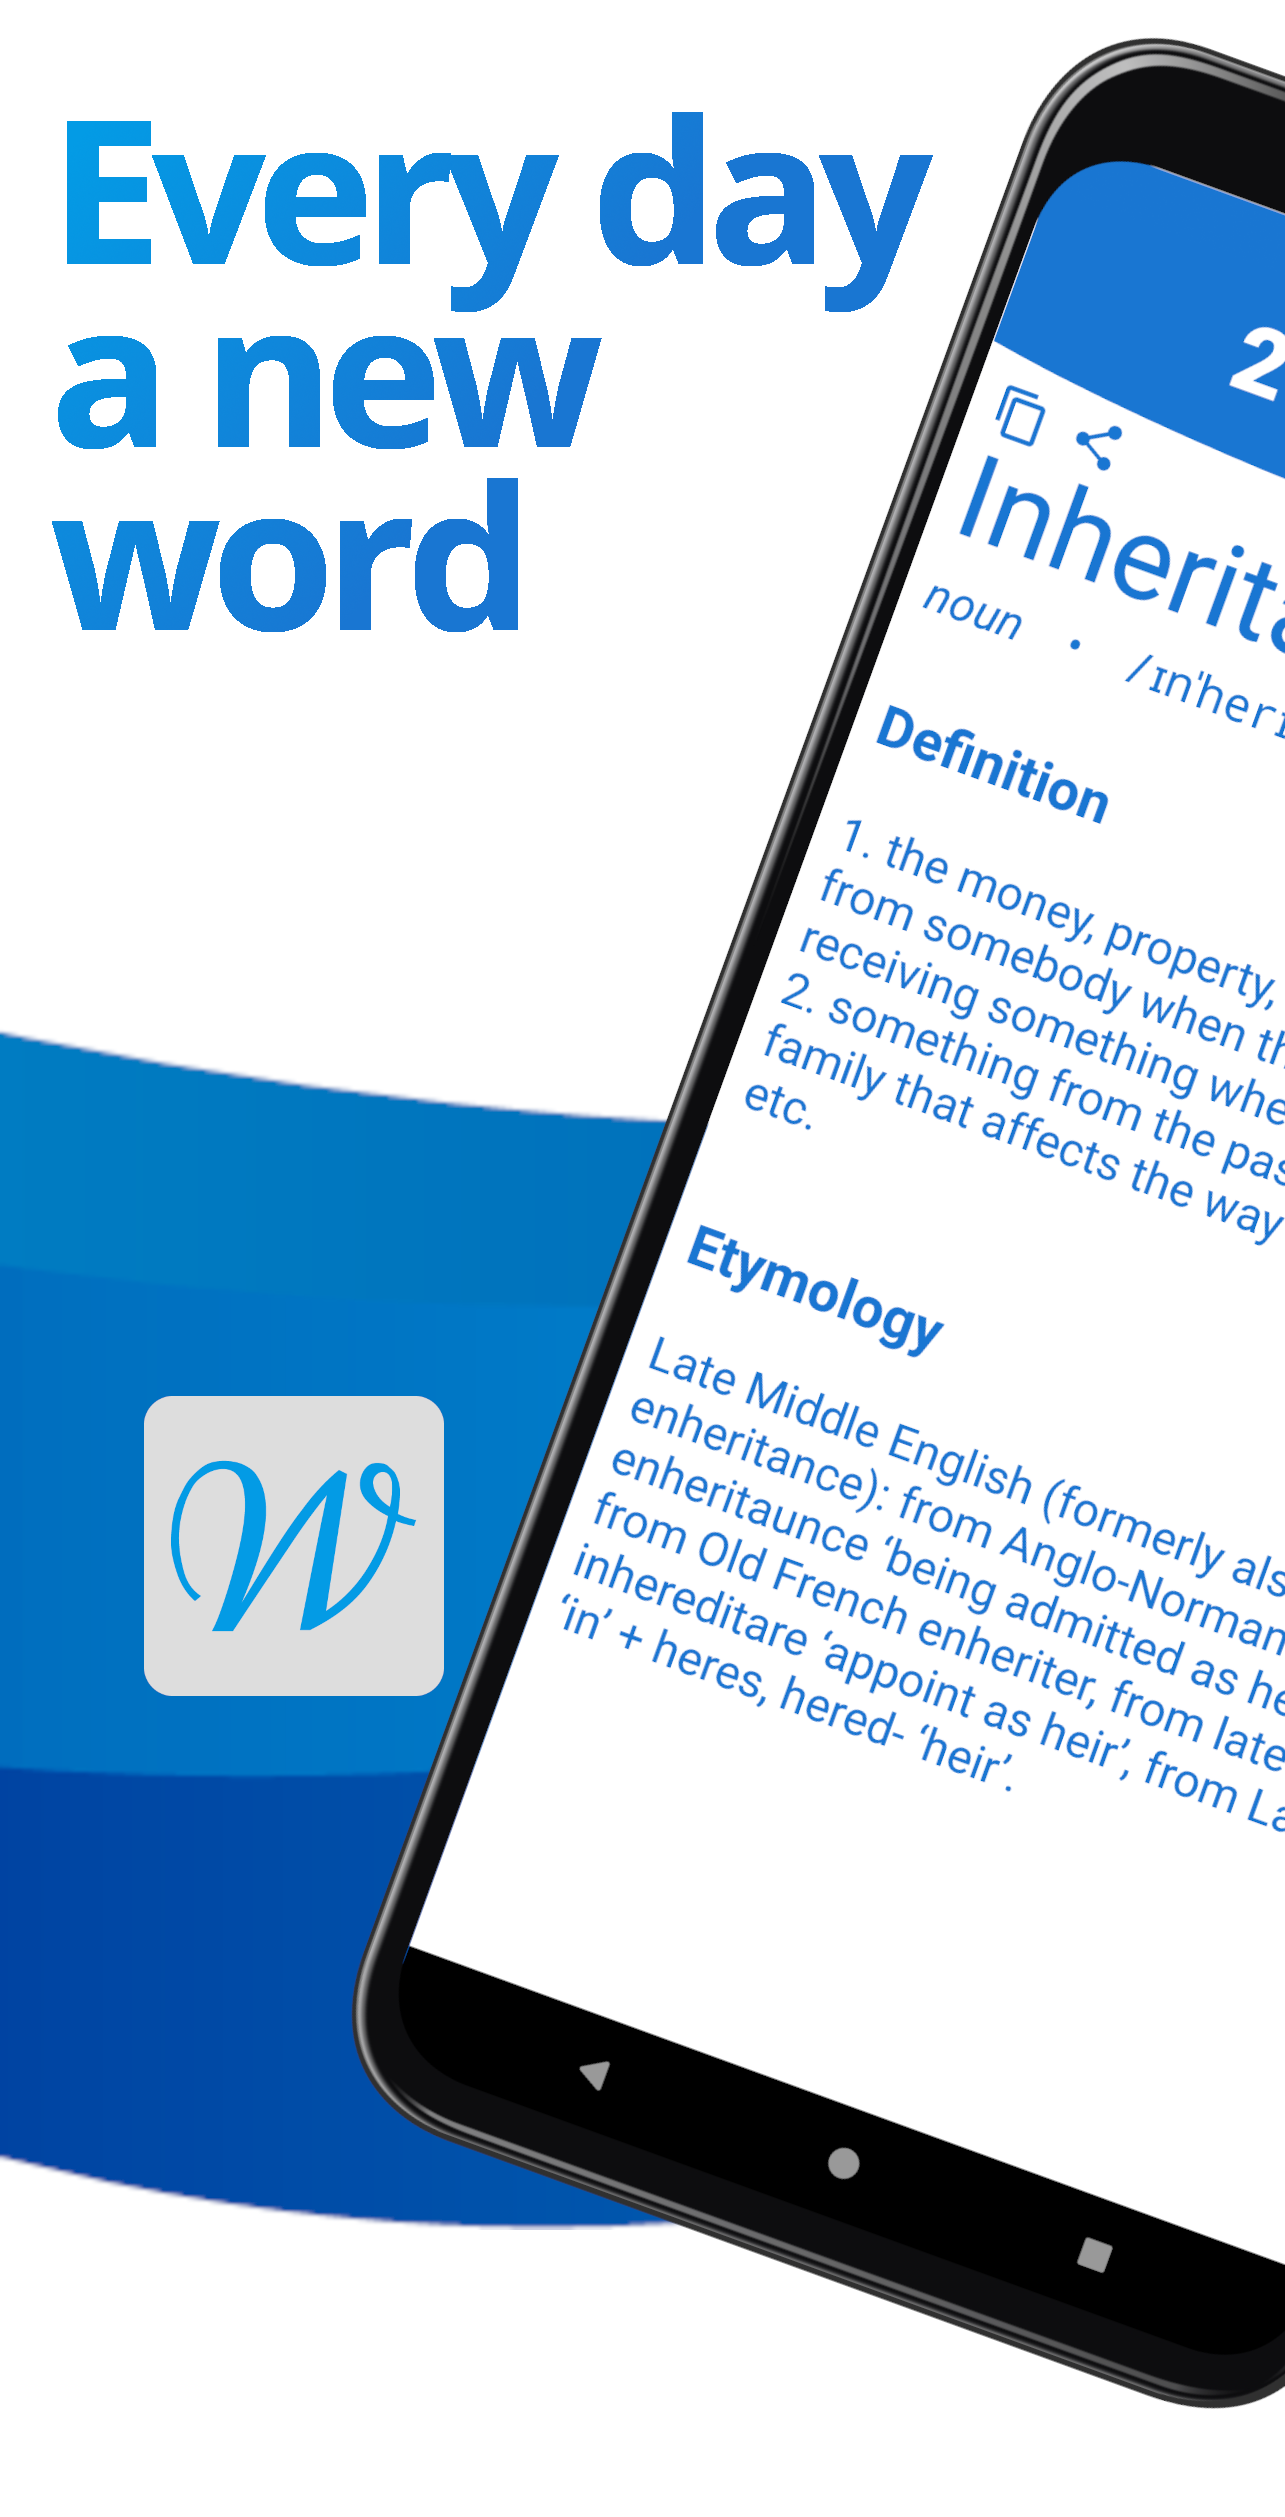 Every day
a new
word
2
Inherita
noun • /ɪnˈherɪ
Definition
1. the money, property,
from somebody when th
receiving something whe
2. something from the pas
family that affects the way
etc.
Etymology
Late Middle English (formerly als
enheritance): from Anglo-Norman
enheritaunce ‘being admitted as he
from Old French enheriter, from late
inhereditare ‘appoint as heir’, from La
‘in’ + heres, hered- ‘heir’.
W